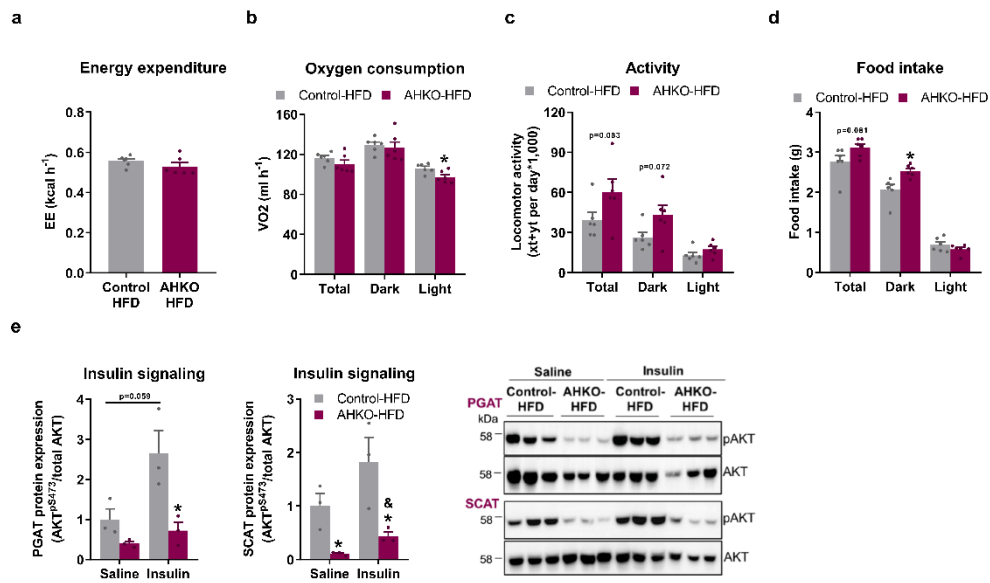 a
b
c
d
Energy expenditure
EE (kcal h⁻¹)
0.8
0.6
0.4
0.2
0.0
Control HFD
AHKO HFD
Oxygen consumption
Control-HFD
AHKO-HFD
VO2 (ml h⁻¹)
160
120
80
40
0
*
Total
Dark
Light
Activity
Control-HFD
AHKO-HFD
Locomotor activity
(xt+yt per day*1,000)
120
90
60
30
0
p=0.083
p=0.072
Total
Dark
Light
Food intake
Control-HFD
AHKO-HFD
Food intake (g)
4
3
2
1
0
p=0.081
*
Total
Dark
Light
e
Insulin signaling
PGAT protein expression
(AKTᵖˢ⁴⁷³/total AKT)
4
3
2
1
0
p=0.059
*
Saline
Insulin
Insulin signaling
Control-HFD
AHKO-HFD
SCAT protein expression
(AKTᵖˢ⁴⁷³/total AKT)
3
2
1
0
*
&
*
Saline
Insulin
Saline
Insulin
Control-HFD
AHKO-HFD
Control-HFD
AHKO-HFD
PGAT
kDa
58
pAKT
58
AKT
SCAT
58
pAKT
58
AKT